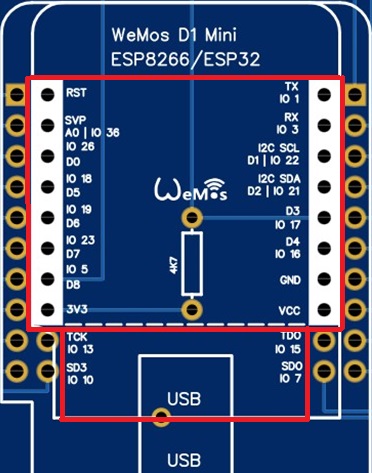 WeMos D1 Mini
ESP8266/ESP32
RST
SVP
A0 | IO 36
IO 26
D0
IO 18
D5
IO 19
D6
IO 23
D7
IO 5
D8
3V3
TCK
IO 13
SD3
IO 10
WeMos
4K7
TX
IO 1
RX
IO 3
I2C SCL
D1 | IO 22
I2C SDA
D2 | IO 21
D3
IO 17
D4
IO 16
GND
VCC
TDO
IO 15
SDO
IO 7
USB
USB